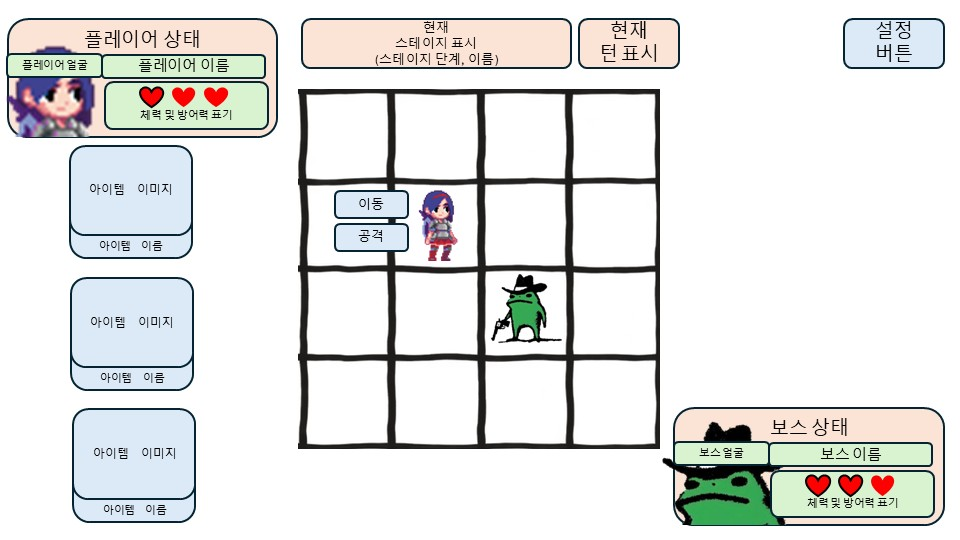 플레이어 상태
플레이어 얼굴
플레이어 이름
체력 및 방어력 표기
현재
스테이지 표시
(스테이지 단계, 이름)
현재
턴 표시
설정
버튼
아이템 이미지
아이템 이름
아이템 이미지
아이템 이름
아이템 이미지
아이템 이름
이동
공격
보스 상태
보스 얼굴
보스 이름
체력 및 방어력 표기